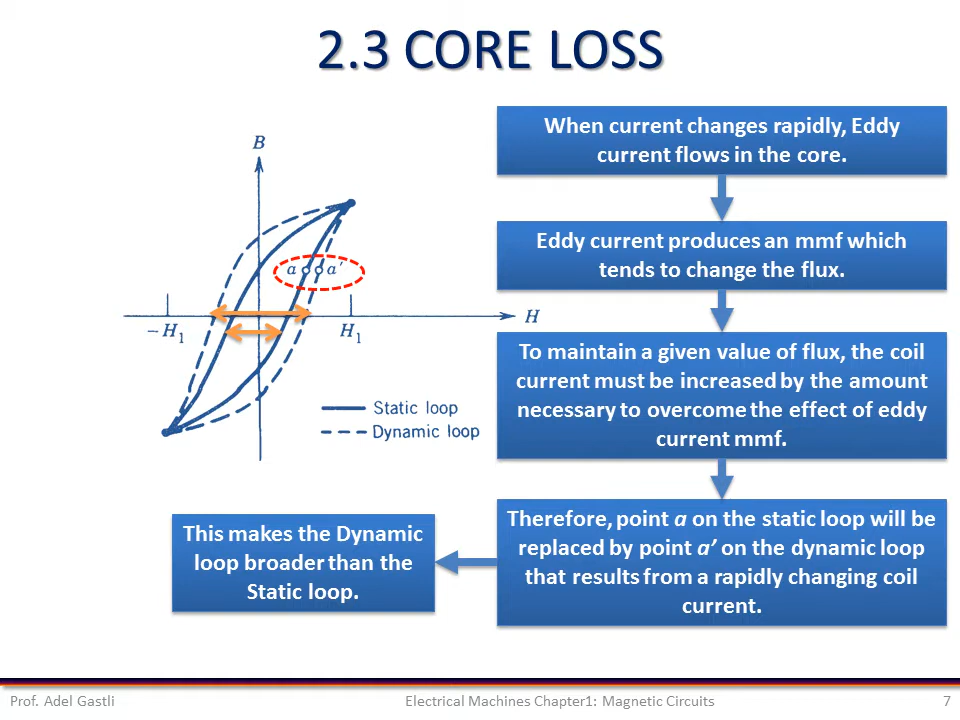 2.3 CORE LOSS
When current changes rapidly, Eddy
current flows in the core.
Eddy current produces an mmf which
tends to change the flux.
To maintain a given value of flux, the coil
current must be increased by the amount
necessary to overcome the effect of eddy
current mmf.
Therefore, point a on the static loop will be
replaced by point a’ on the dynamic loop
that results from a rapidly changing coil
current.
This makes the Dynamic
loop broader than the
Static loop.
B
a a′
H
−H₁ H₁
Static loop
Dynamic loop
Prof. Adel Gastli Electrical Machines Chapter1: Magnetic Circuits 7